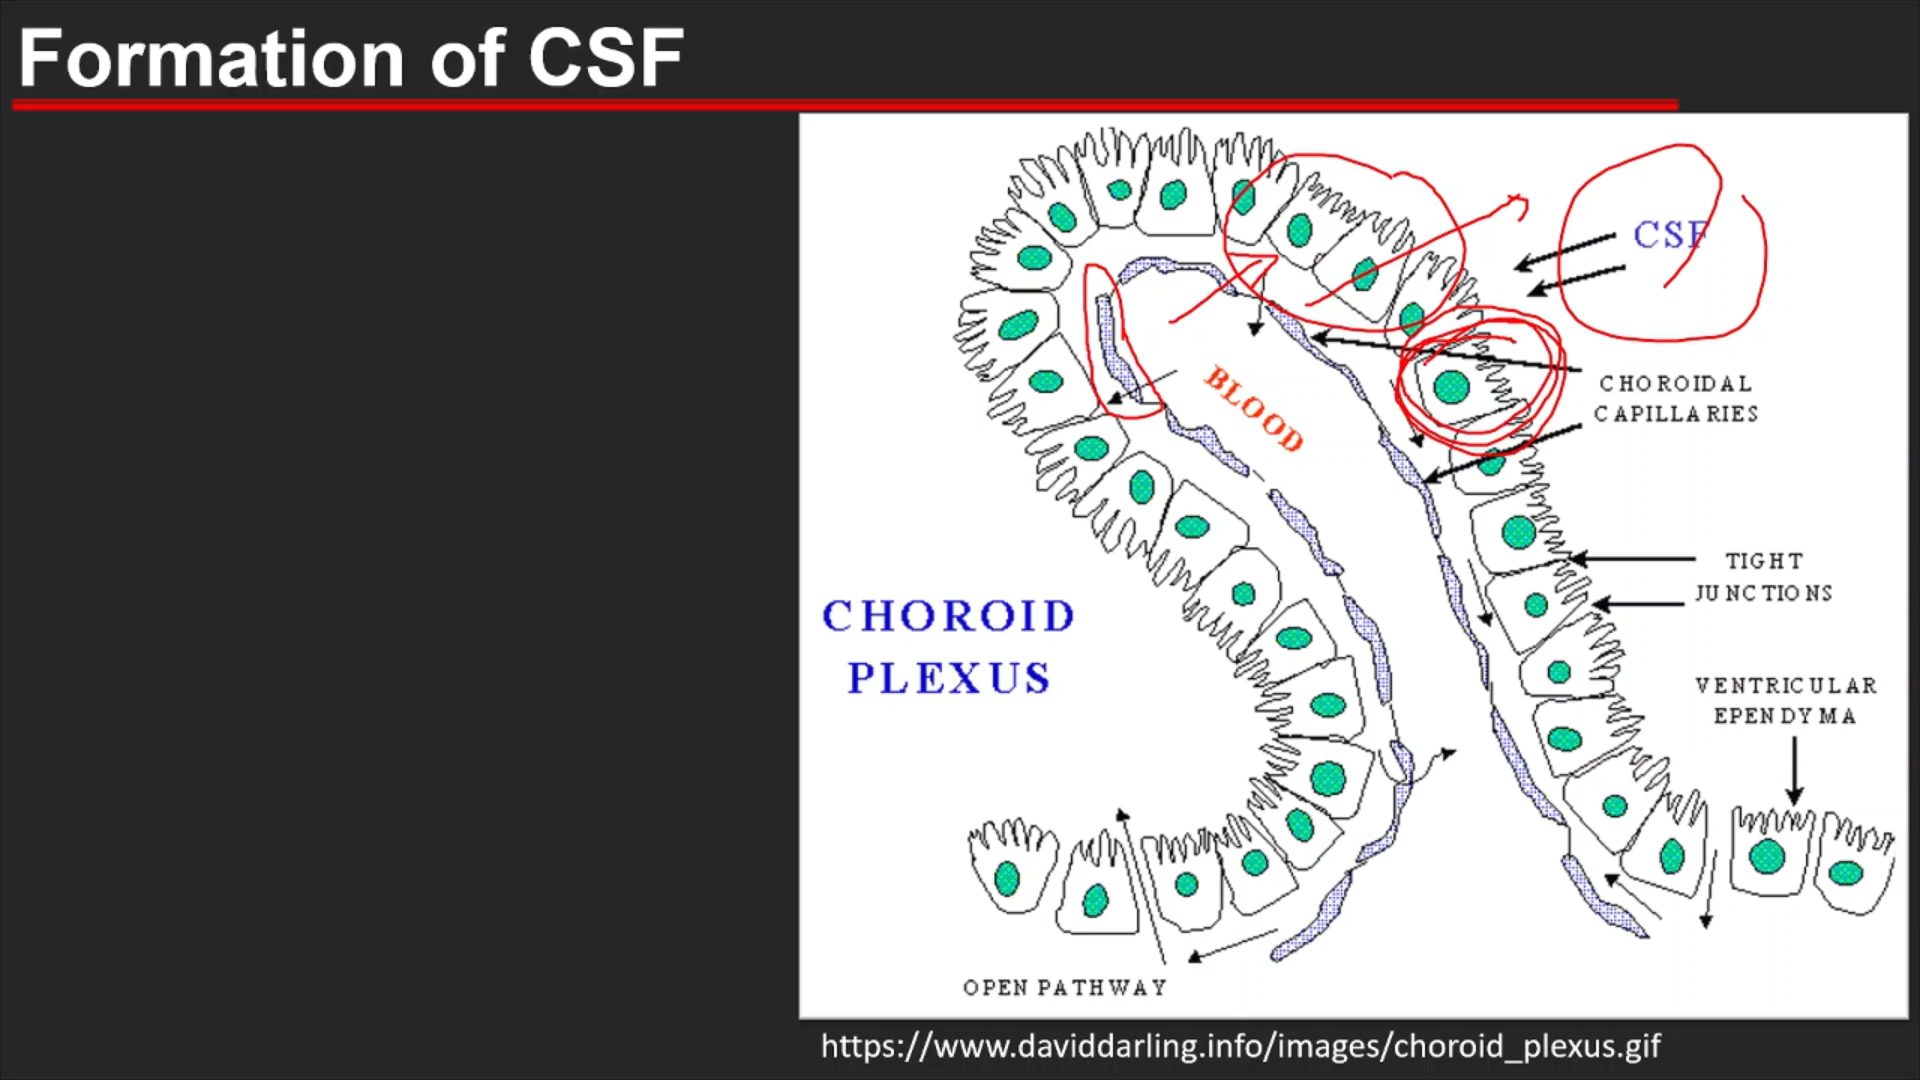 Formation of CSF
CSF
BLOOD
CHOROIDAL
CAPILLARIES
TIGHT
JUNCTIONS
CHOROID
PLEXUS
VENTRICULAR
EPENDYMA
OPEN PATHWAY
https://www.daviddarling.info/images/choroid_plexus.gif